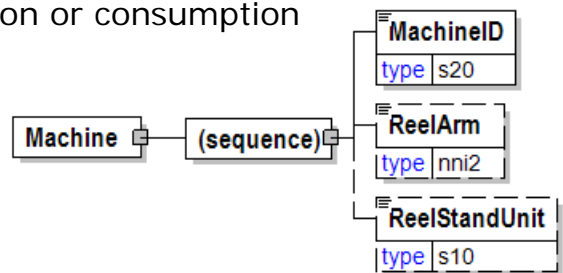 on or consumption
MachineID
type s20
Machine
(sequence)
ReelArm
type nni2
ReelStandUnit
type s10